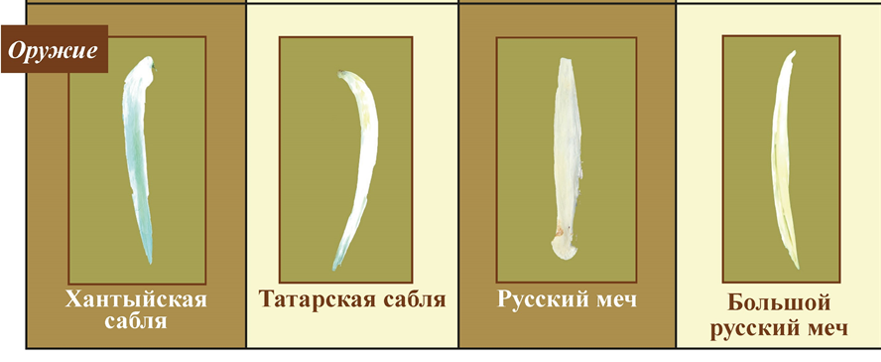 Оружие
Хантыйская
сабля
Татарская сабля
Русский меч
Большой
русский меч